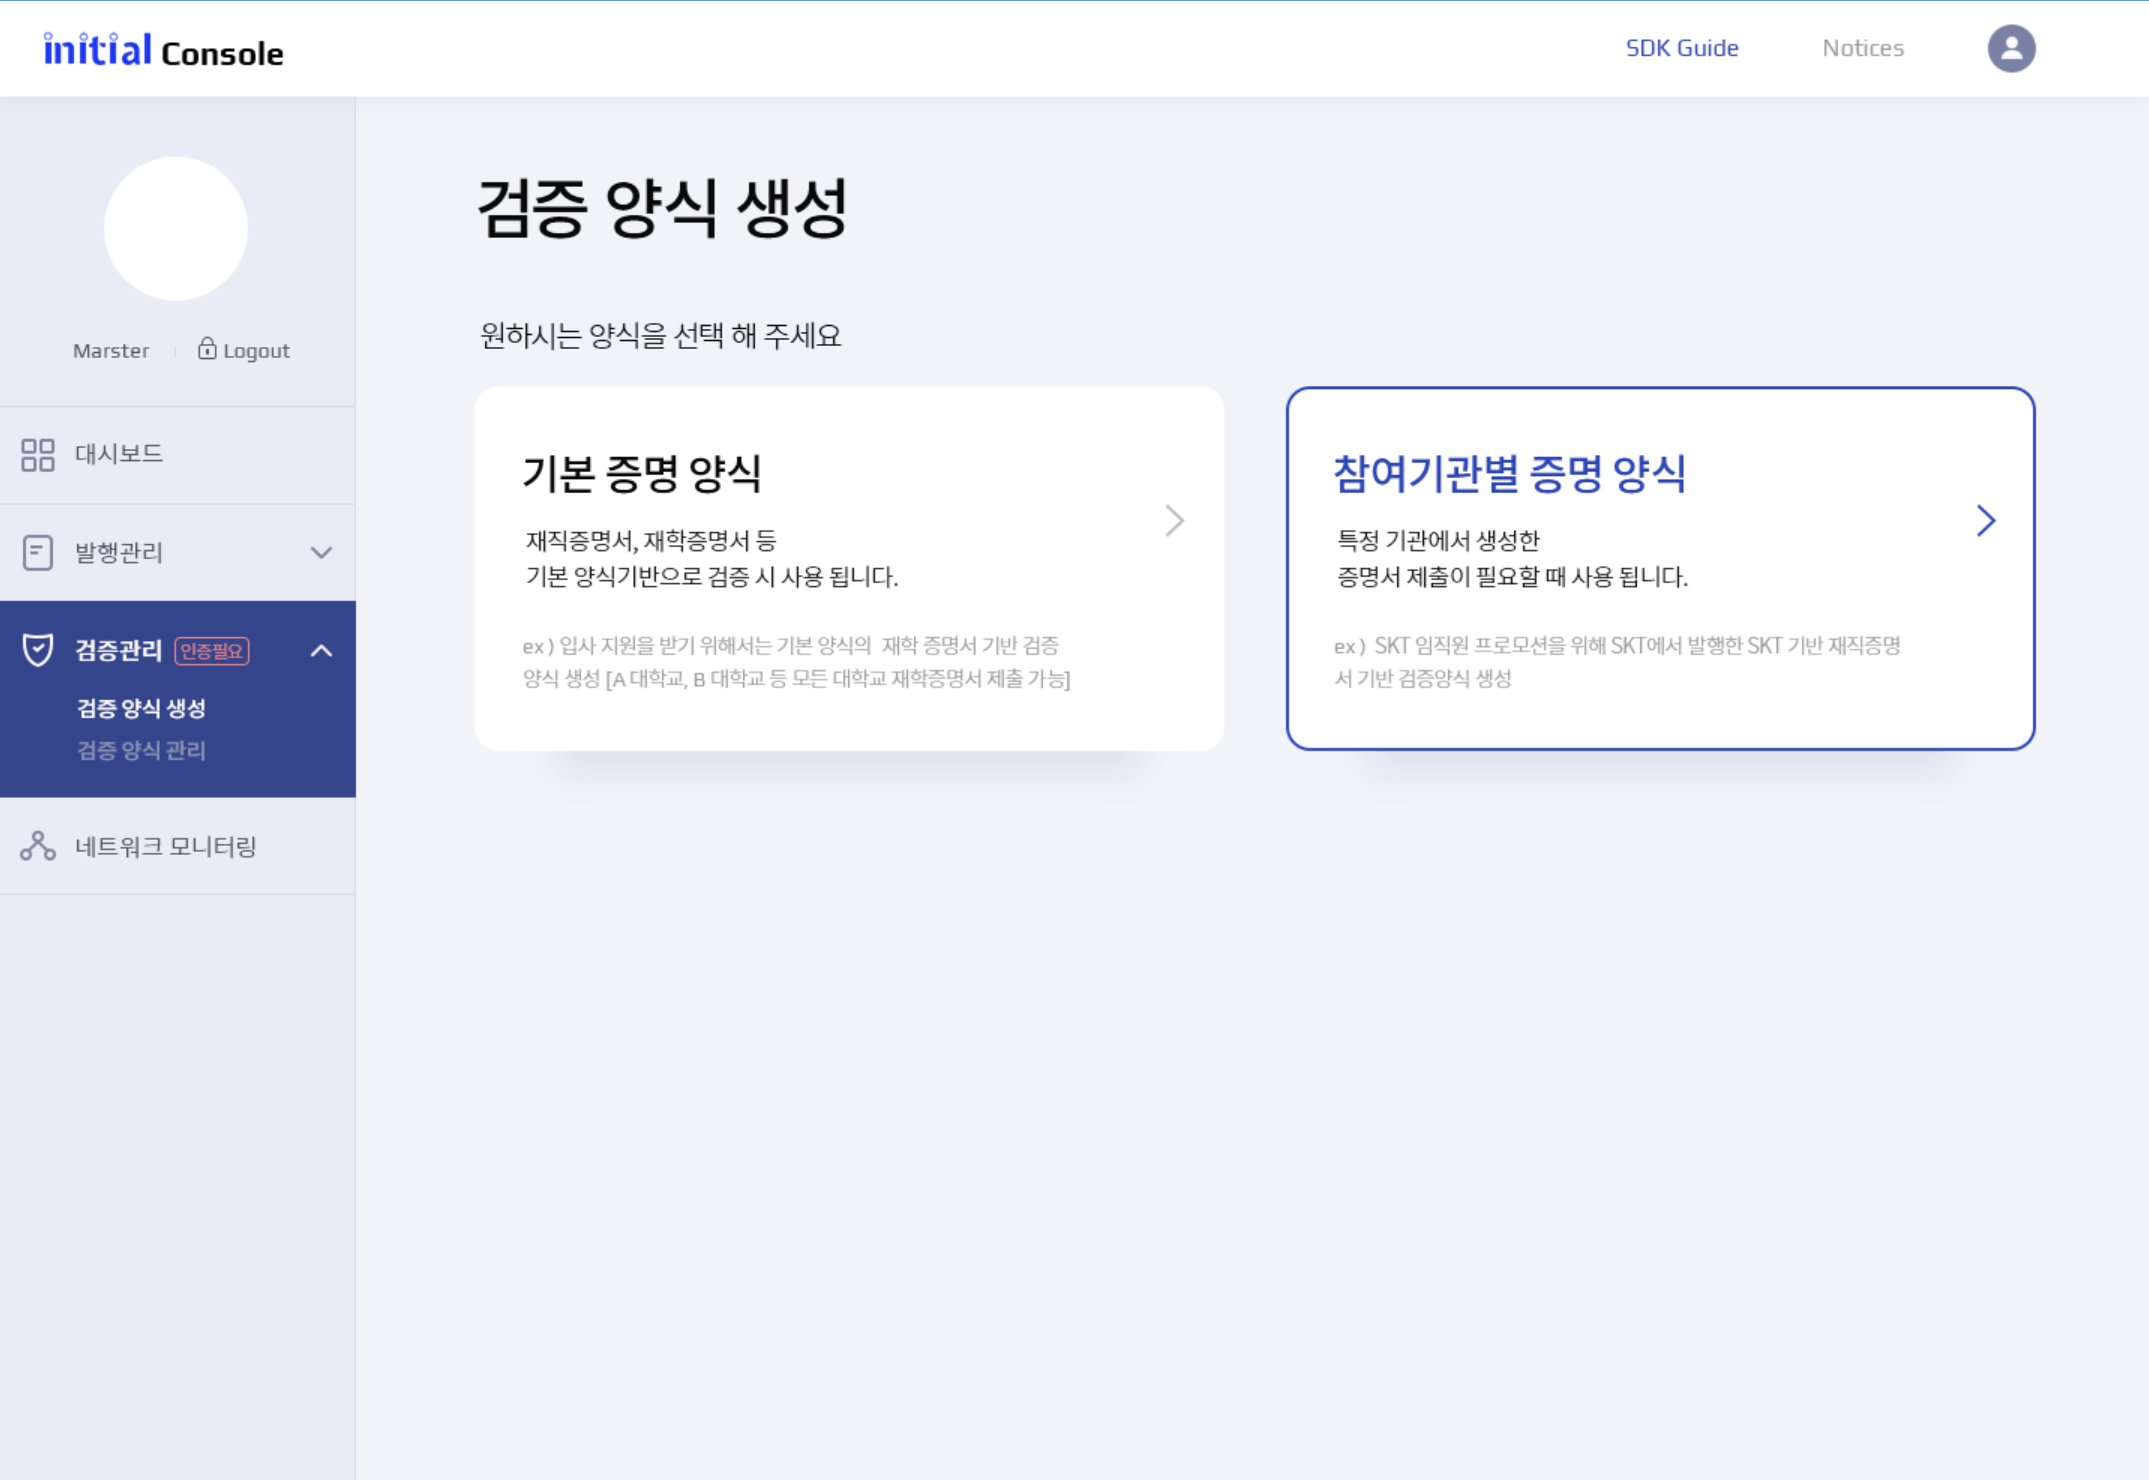 initial Console
SDK Guide
Notices
Marster
Logout
대시보드
발행관리
검증관리 인증필요
검증 양식 생성
검증 양식 관리
네트워크 모니터링
검증 양식 생성
원하시는 양식을 선택 해 주세요
기본 증명 양식
재직증명서, 재학증명서 등
기본 양식기반으로 검증 시 사용 됩니다.
ex ) 입사 지원을 받기 위해서는 기본 양식의 재학 증명서 기반 검증
양식 생성 [A 대학교, B 대학교 등 모든 대학교 재학증명서 제출 가능]
참여기관별 증명 양식
특정 기관에서 생성한
증명서 제출이 필요할 때 사용 됩니다.
ex ) SKT 임직원 프로모션을 위해 SKT에서 발행한 SKT 기반 재직증명
서 기반 검증양식 생성